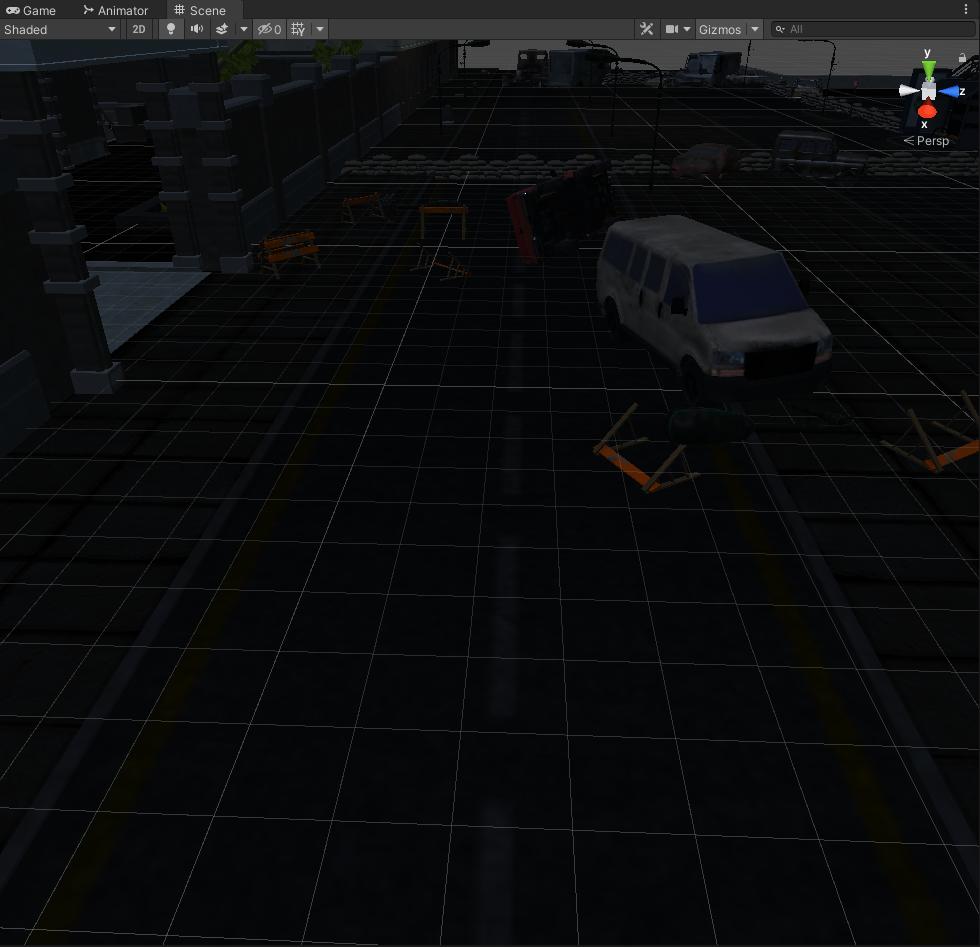 Game Animator Scene
Shaded 2D 0 Gizmos All
y
z
x
Persp